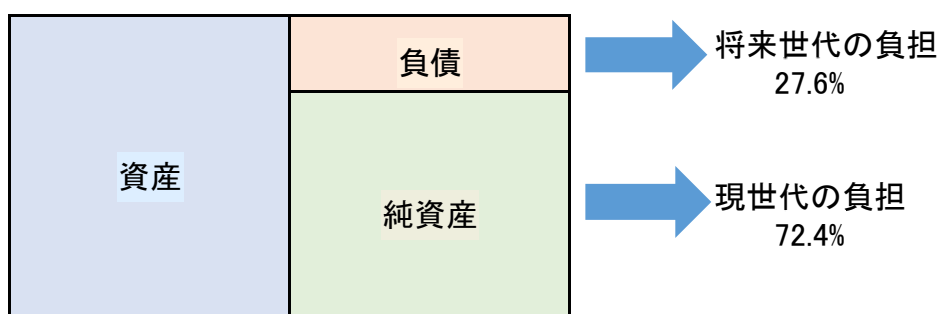 資産
負債
純資産
将来世代の負担
27.6%
現世代の負担
72.4%